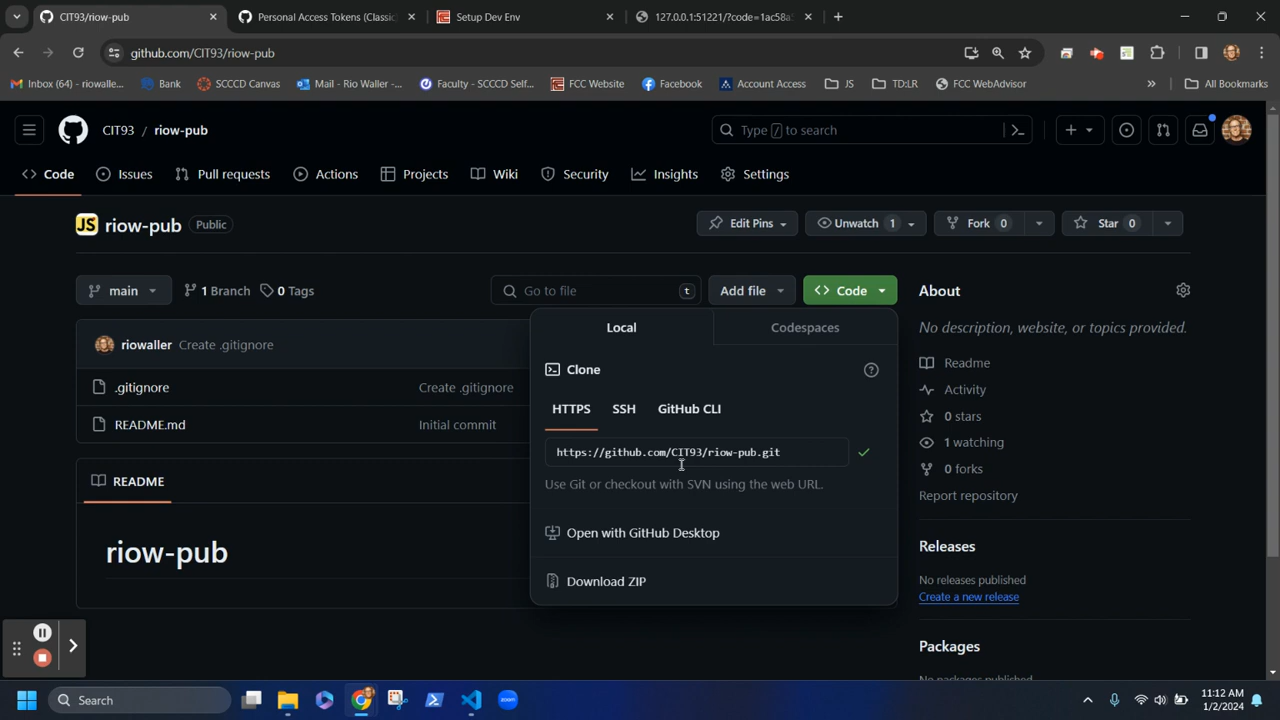 CIT93/riow-pub
Personal Access Tokens (Classic)
Setup Dev Env
127.0.0.1:51221/?code=1ac58a5
github.com/CIT93/riow-pub
Inbox (64) - riowalle...
Bank
SCCCD Canvas
Mail - Rio Waller -...
Faculty - SCCCD Self...
FCC Website
Facebook
Account Access
JS
TD:LR
FCC WebAdvisor
»
All Bookmarks
CIT93 / riow-pub
Type / to search
Code
Issues
Pull requests
Actions
Projects
Wiki
Security
Insights
Settings
JS riow-pub Public
Edit Pins
Unwatch 1
Fork 0
Star 0
main
1 Branch
0 Tags
Go to file t
Add file
<> Code
About
Local
Codespaces
No description, website, or topics provided.
riowaller Create .gitignore
Clone
Readme
.gitignore
Create .gitignore
Activity
HTTPS
SSH
GitHub CLI
0 stars
README.md
Initial commit
1 watching
https://github.com/CIT93/riow-pub.git
0 forks
README
Use Git or checkout with SVN using the web URL.
Report repository
riow-pub
Open with GitHub Desktop
Releases
Download ZIP
No releases published
Create a new release
Packages
No packages published
Search
11:12 AM
1/2/2024